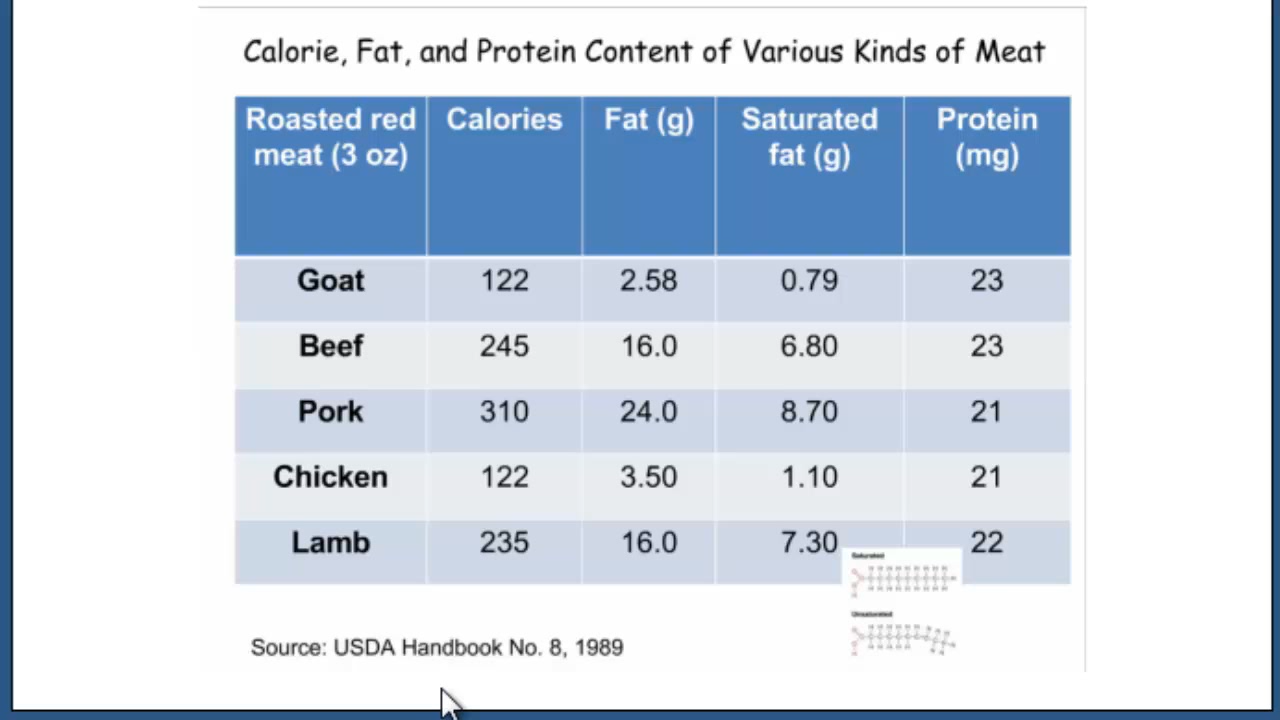 Calorie, Fat, and Protein Content of Various Kinds of Meat
Roasted red meat (3 oz) Calories Fat (g) Saturated fat (g) Protein (mg)
Goat 122 2.58 0.79 23
Beef 245 16.0 6.80 23
Pork 310 24.0 8.70 21
Chicken 122 3.50 1.10 21
Lamb 235 16.0 7.30 22
Saturated
Unsaturated
Source: USDA Handbook No. 8, 1989